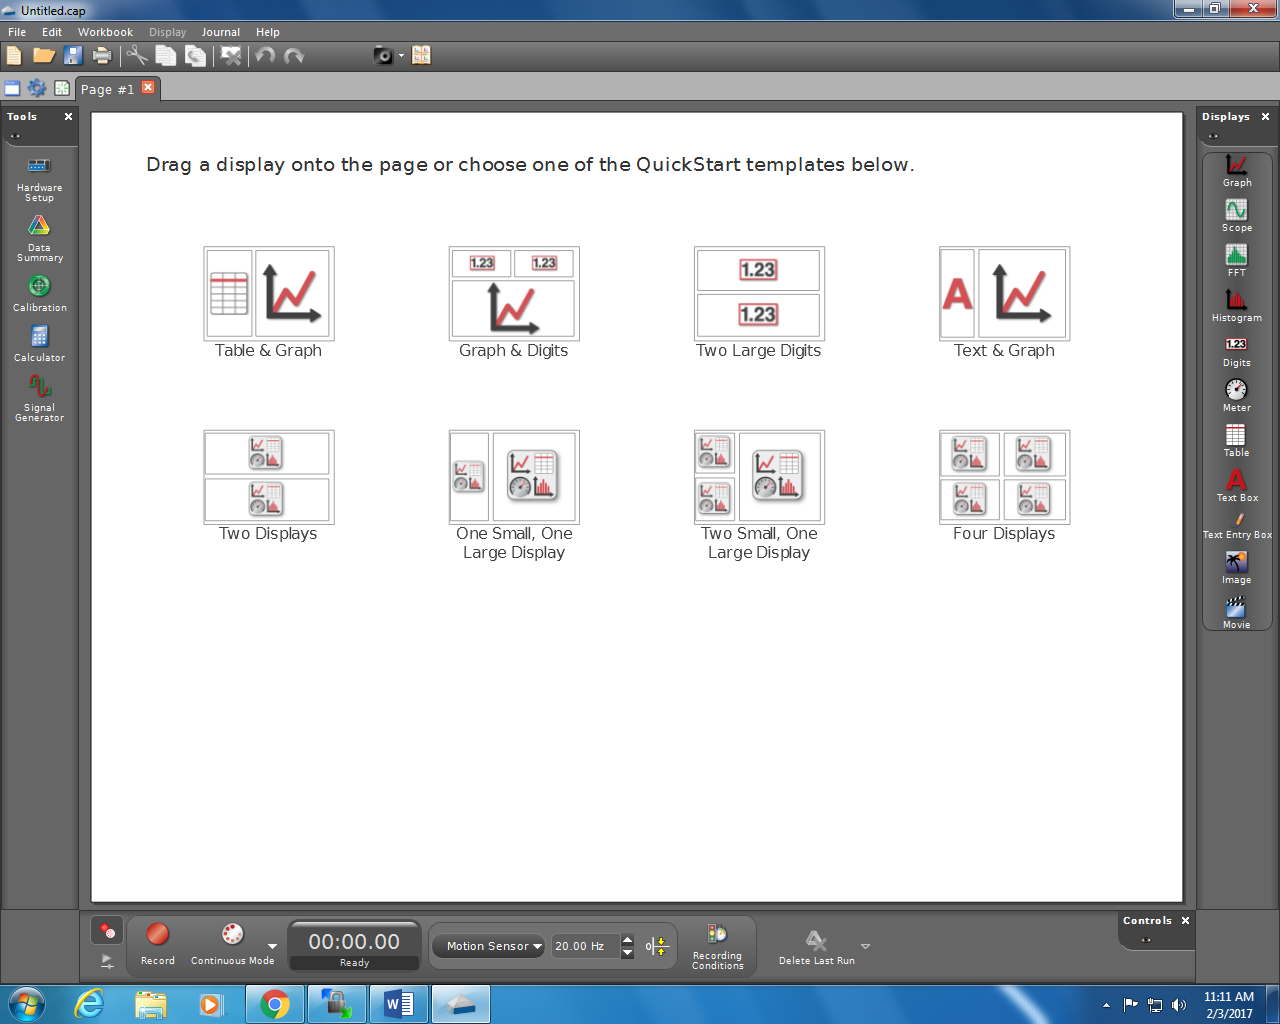 Untitled.cap
File Edit Workbook Display Journal Help
Page #1
Tools
Hardware
Setup
Data
Summary
Calibration
Calculator
Signal
Generator
Drag a display onto the page or choose one of the QuickStart templates below.
1.23 1.23 1.23
1.23
A
Table & Graph Graph & Digits Two Large Digits Text & Graph
Two Displays One Small, One Two Small, One Four Displays
Large Display Large Display
Displays
Graph
Scope
FFT
Histogram
1.23
Digits
Meter
Table
A
Text Box
Text Entry Box
Image
Movie
Controls
Record
Continuous Mode
00:00.00
Ready
Motion Sensor
20.00 Hz
0
Recording
Conditions
Delete Last Run
W
11:11 AM
2/3/2017